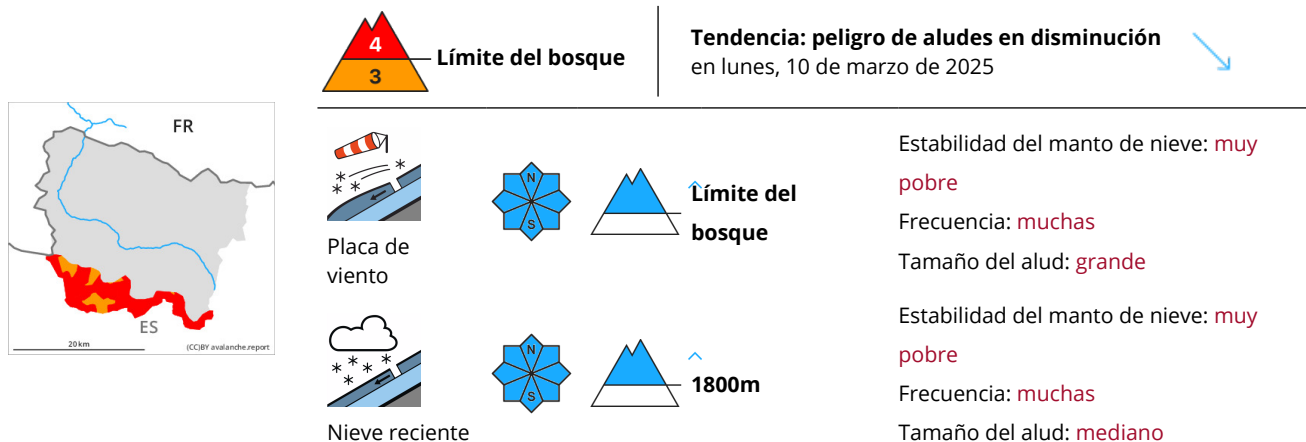 4
3
Límite del bosque
Tendencia: peligro de aludes en disminución
en lunes, 10 de marzo de 2025
FR
ES
20 km
(CC)BY avalanche.report
N
S
Placa de
viento
Límite del
bosque
Estabilidad del manto de nieve: muy
pobre
Frecuencia: muchas
Tamaño del alud: grande
N
S
Nieve reciente
1800m
Estabilidad del manto de nieve: muy
pobre
Frecuencia: muchas
Tamaño del alud: mediano